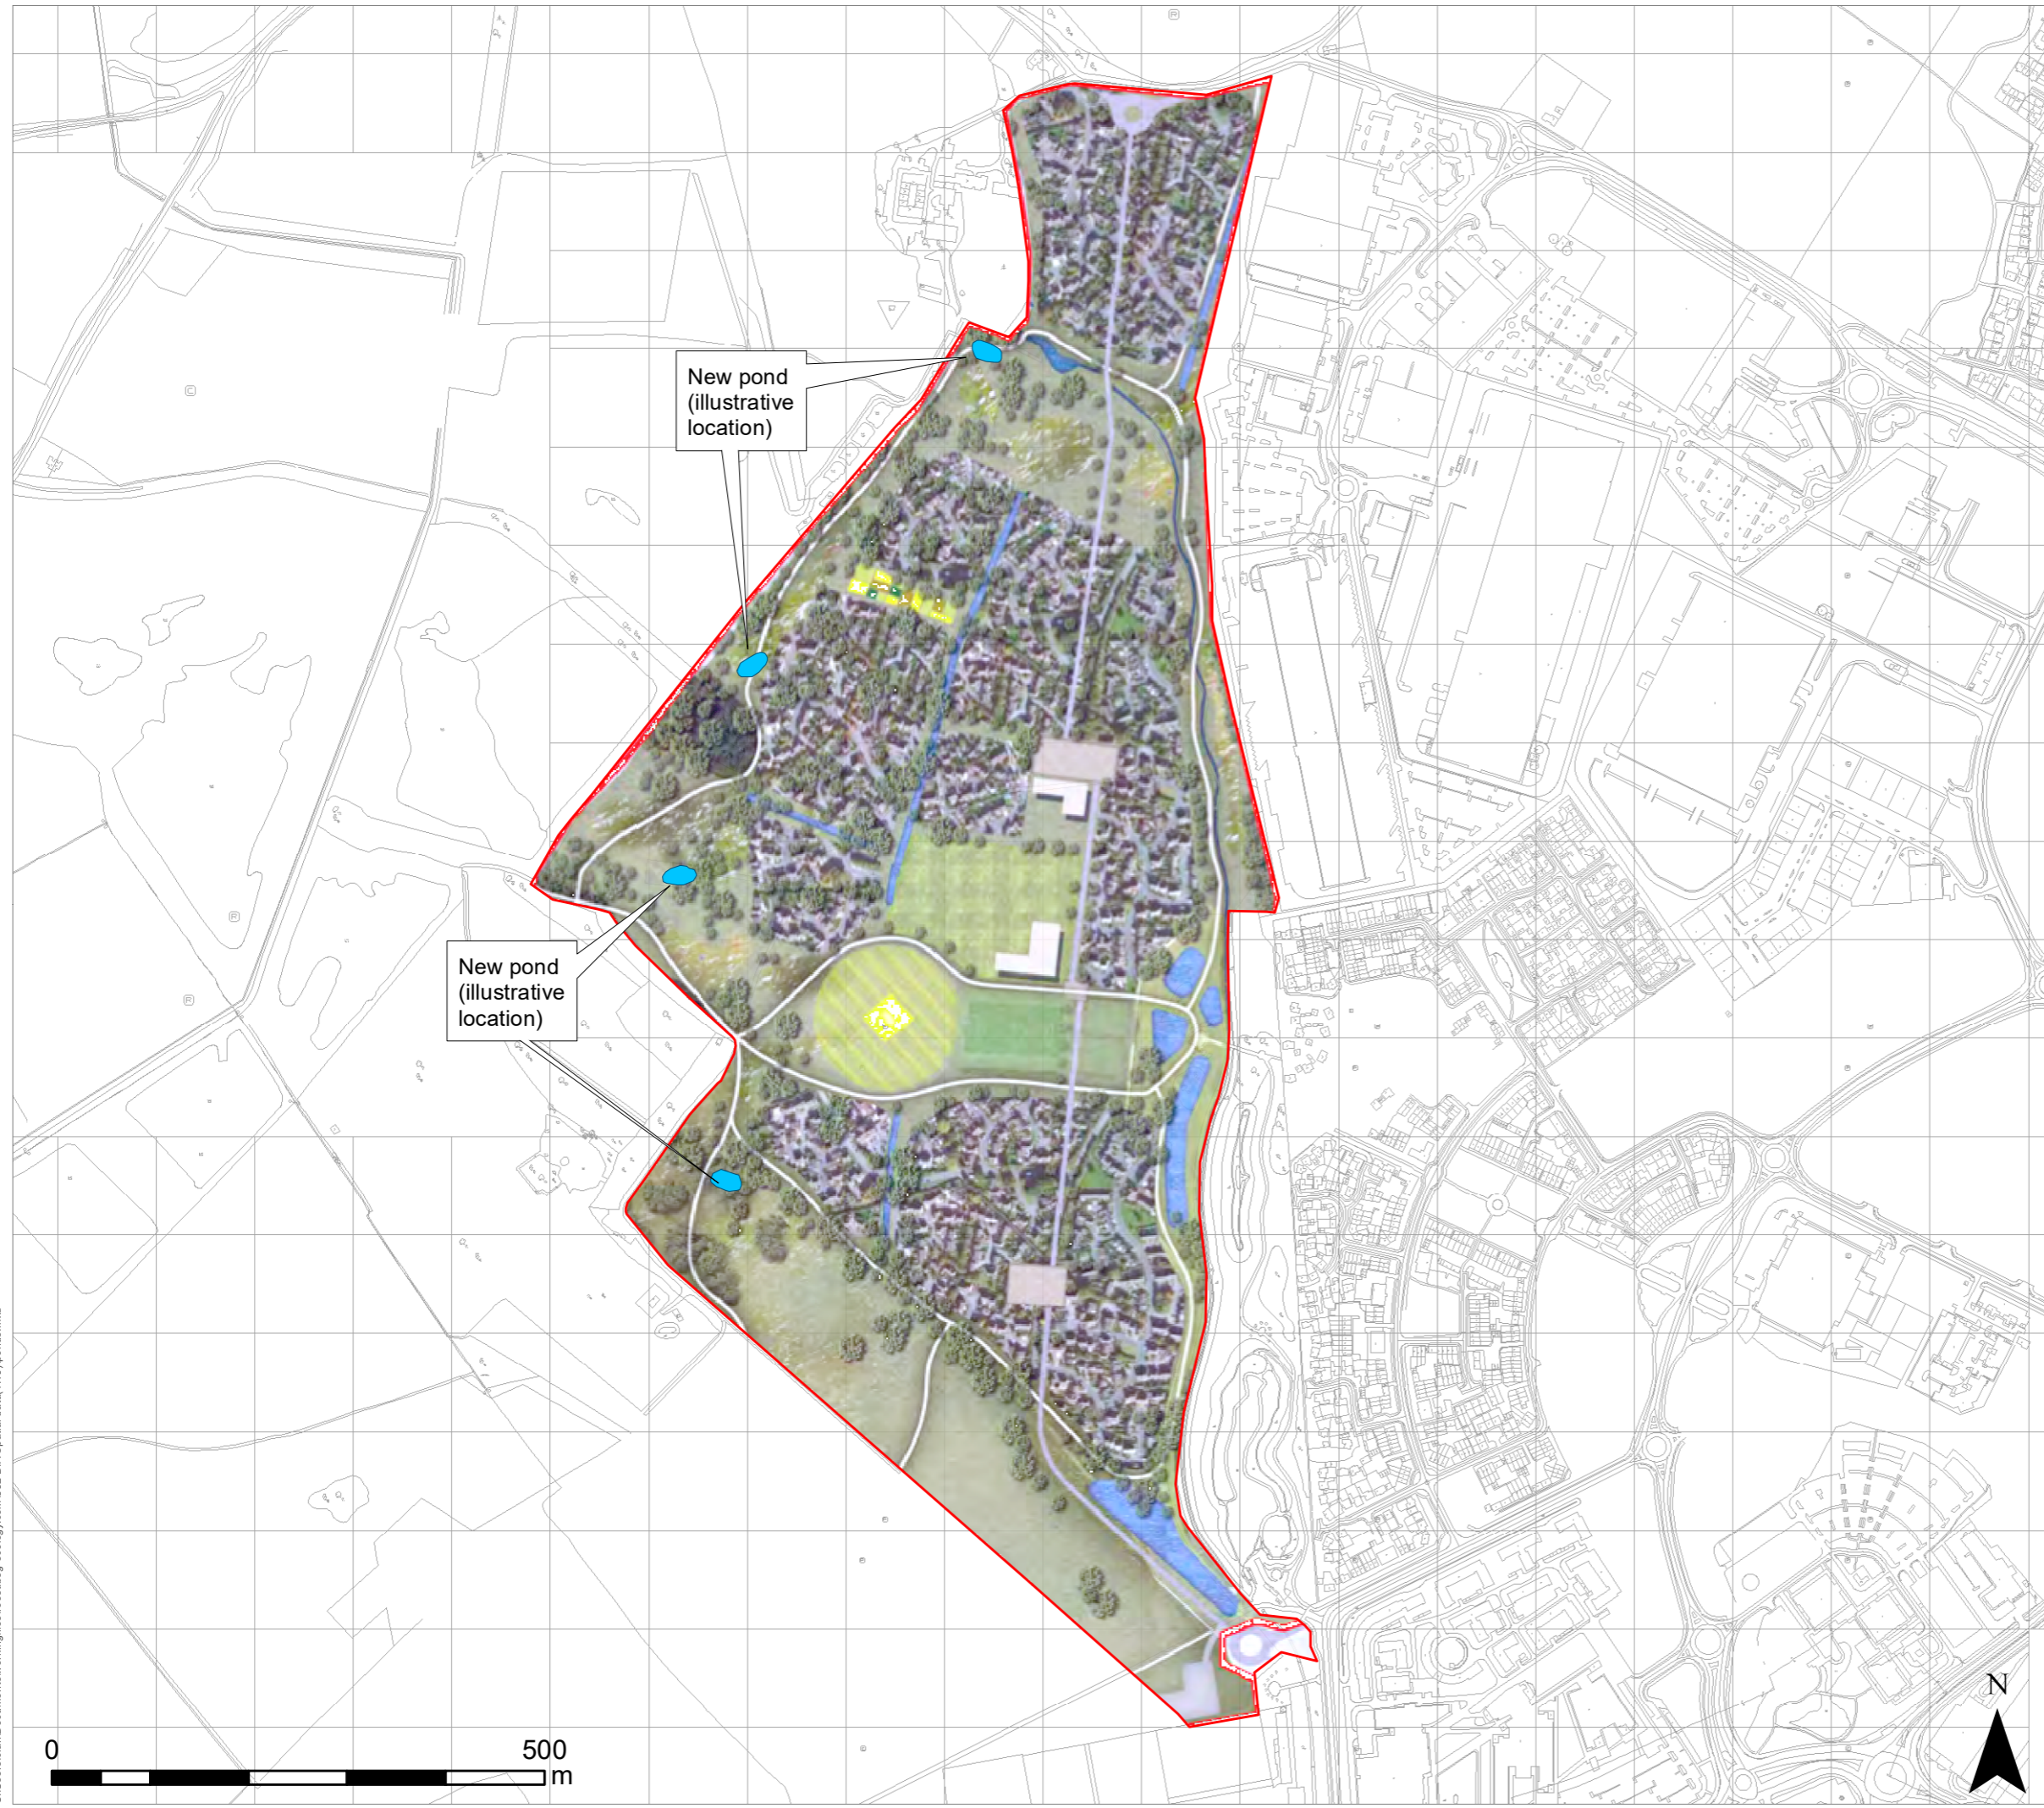 New pond
(illustrative
location)
New pond
(illustrative
location)
N
0 500
m